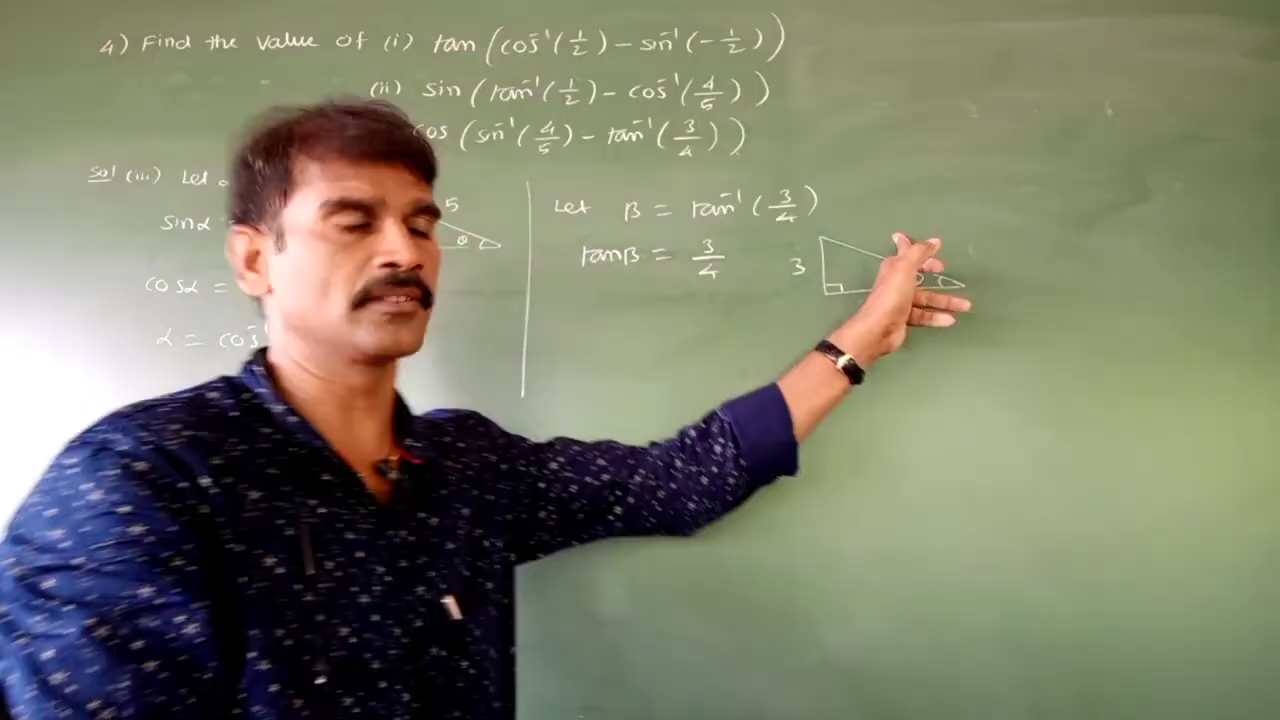 4) Find the value of (i) tan (cos⁻¹(1/2) – sin⁻¹(–1/2))
(ii) sin (tan⁻¹(1/2) – cos⁻¹(4/5))
cos (sin⁻¹(4/5) – tan⁻¹(3/4))
Sol (iii) Let
sinα
5
θ
cosα =
α = cos⁻¹
Let β = tan⁻¹(3/4)
tanβ = 3/4
3